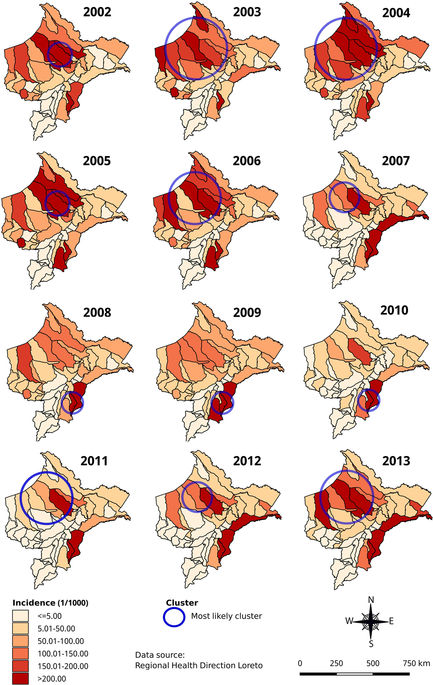 2002
2003
2004
2005
2006
2007
2008
2009
2010
2011
2012
2013
Incidence (1/1000)
<=5.00
5.01-50.00
50.01-100.00
100.01-150.00
150.01-200.00
>200.00
Cluster
Most likely cluster
Data source:
Regional Health Direction Loreto
N
W E
S
0 250 500 750 km